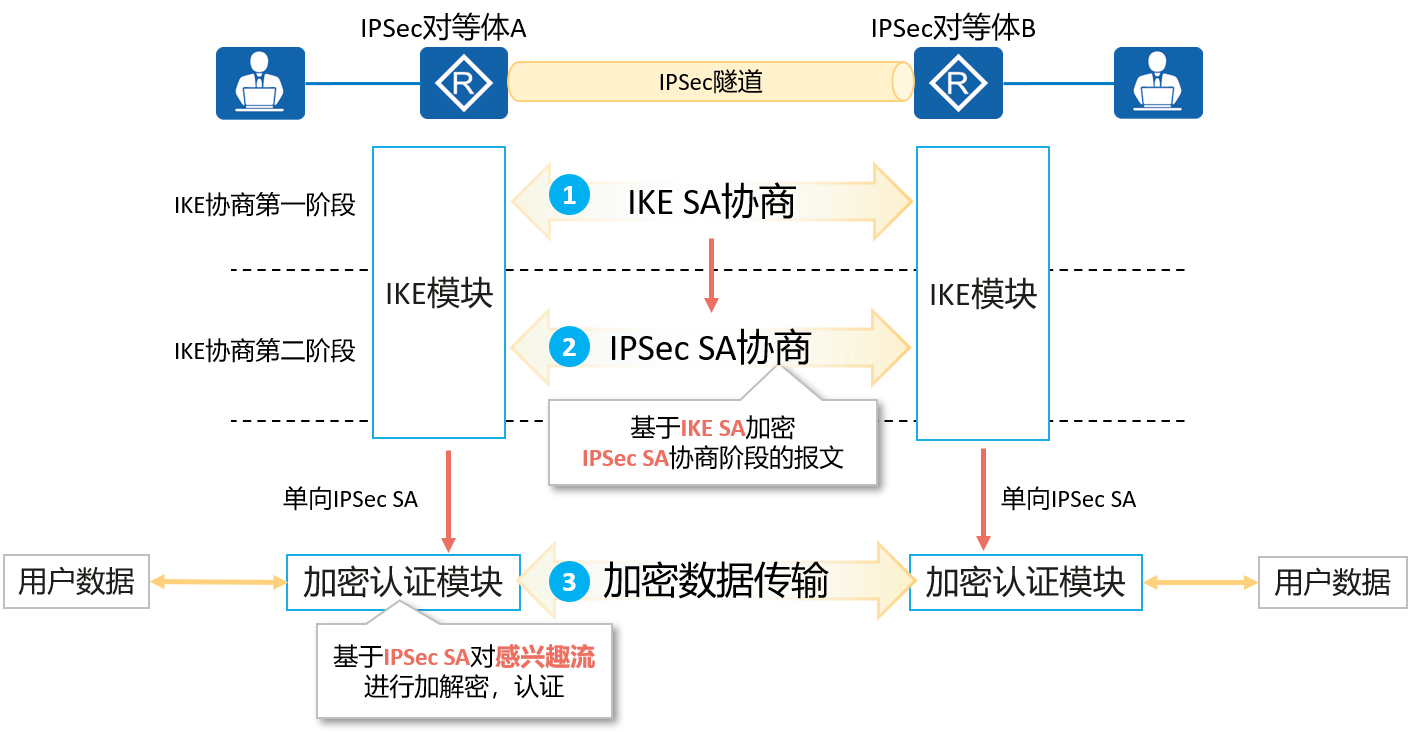 IPSec对等体A
IPSec对等体B
R
IPSec隧道
R
IKE协商第一阶段
1
IKE SA协商
IKE模块
IKE模块
IKE协商第二阶段
2
IPSec SA协商
基于IKE SA加密
IPSec SA协商阶段的报文
单向IPSec SA
单向IPSec SA
用户数据
加密认证模块
3
加密数据传输
加密认证模块
用户数据
基于IPSec SA对感兴趣流
进行加解密，认证